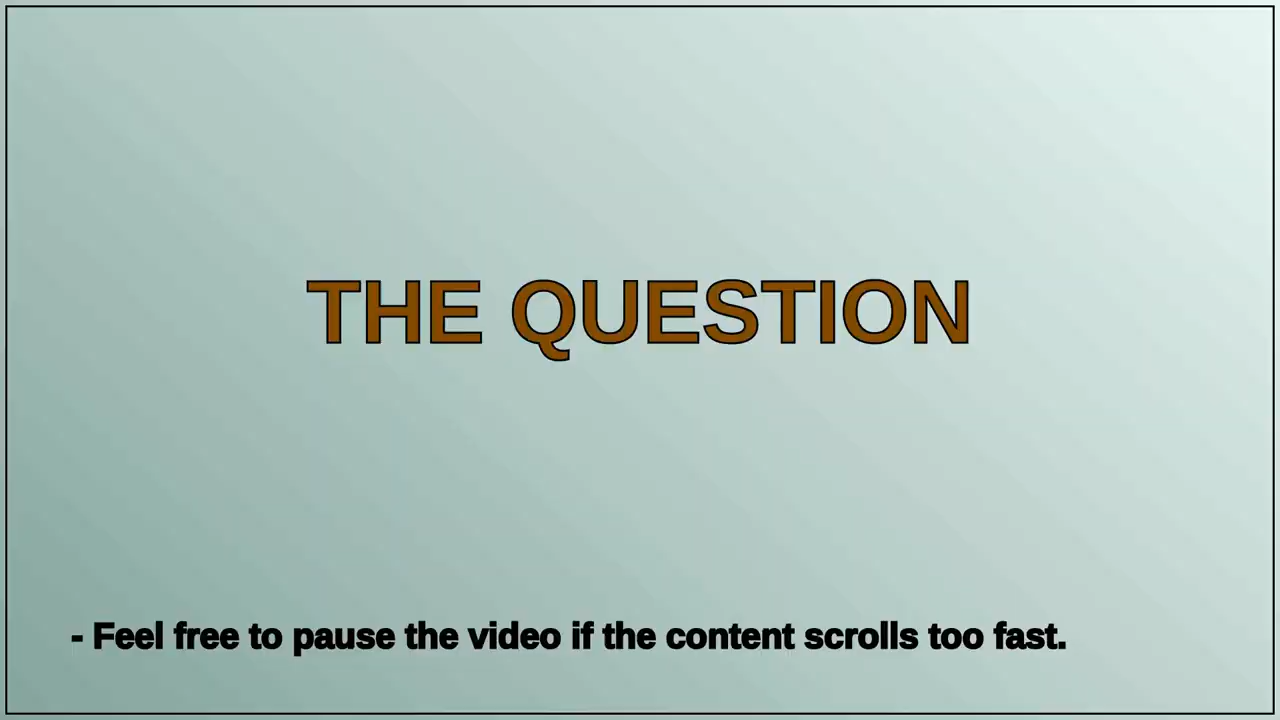 THE QUESTION
- Feel free to pause the video if the content scrolls too fast.